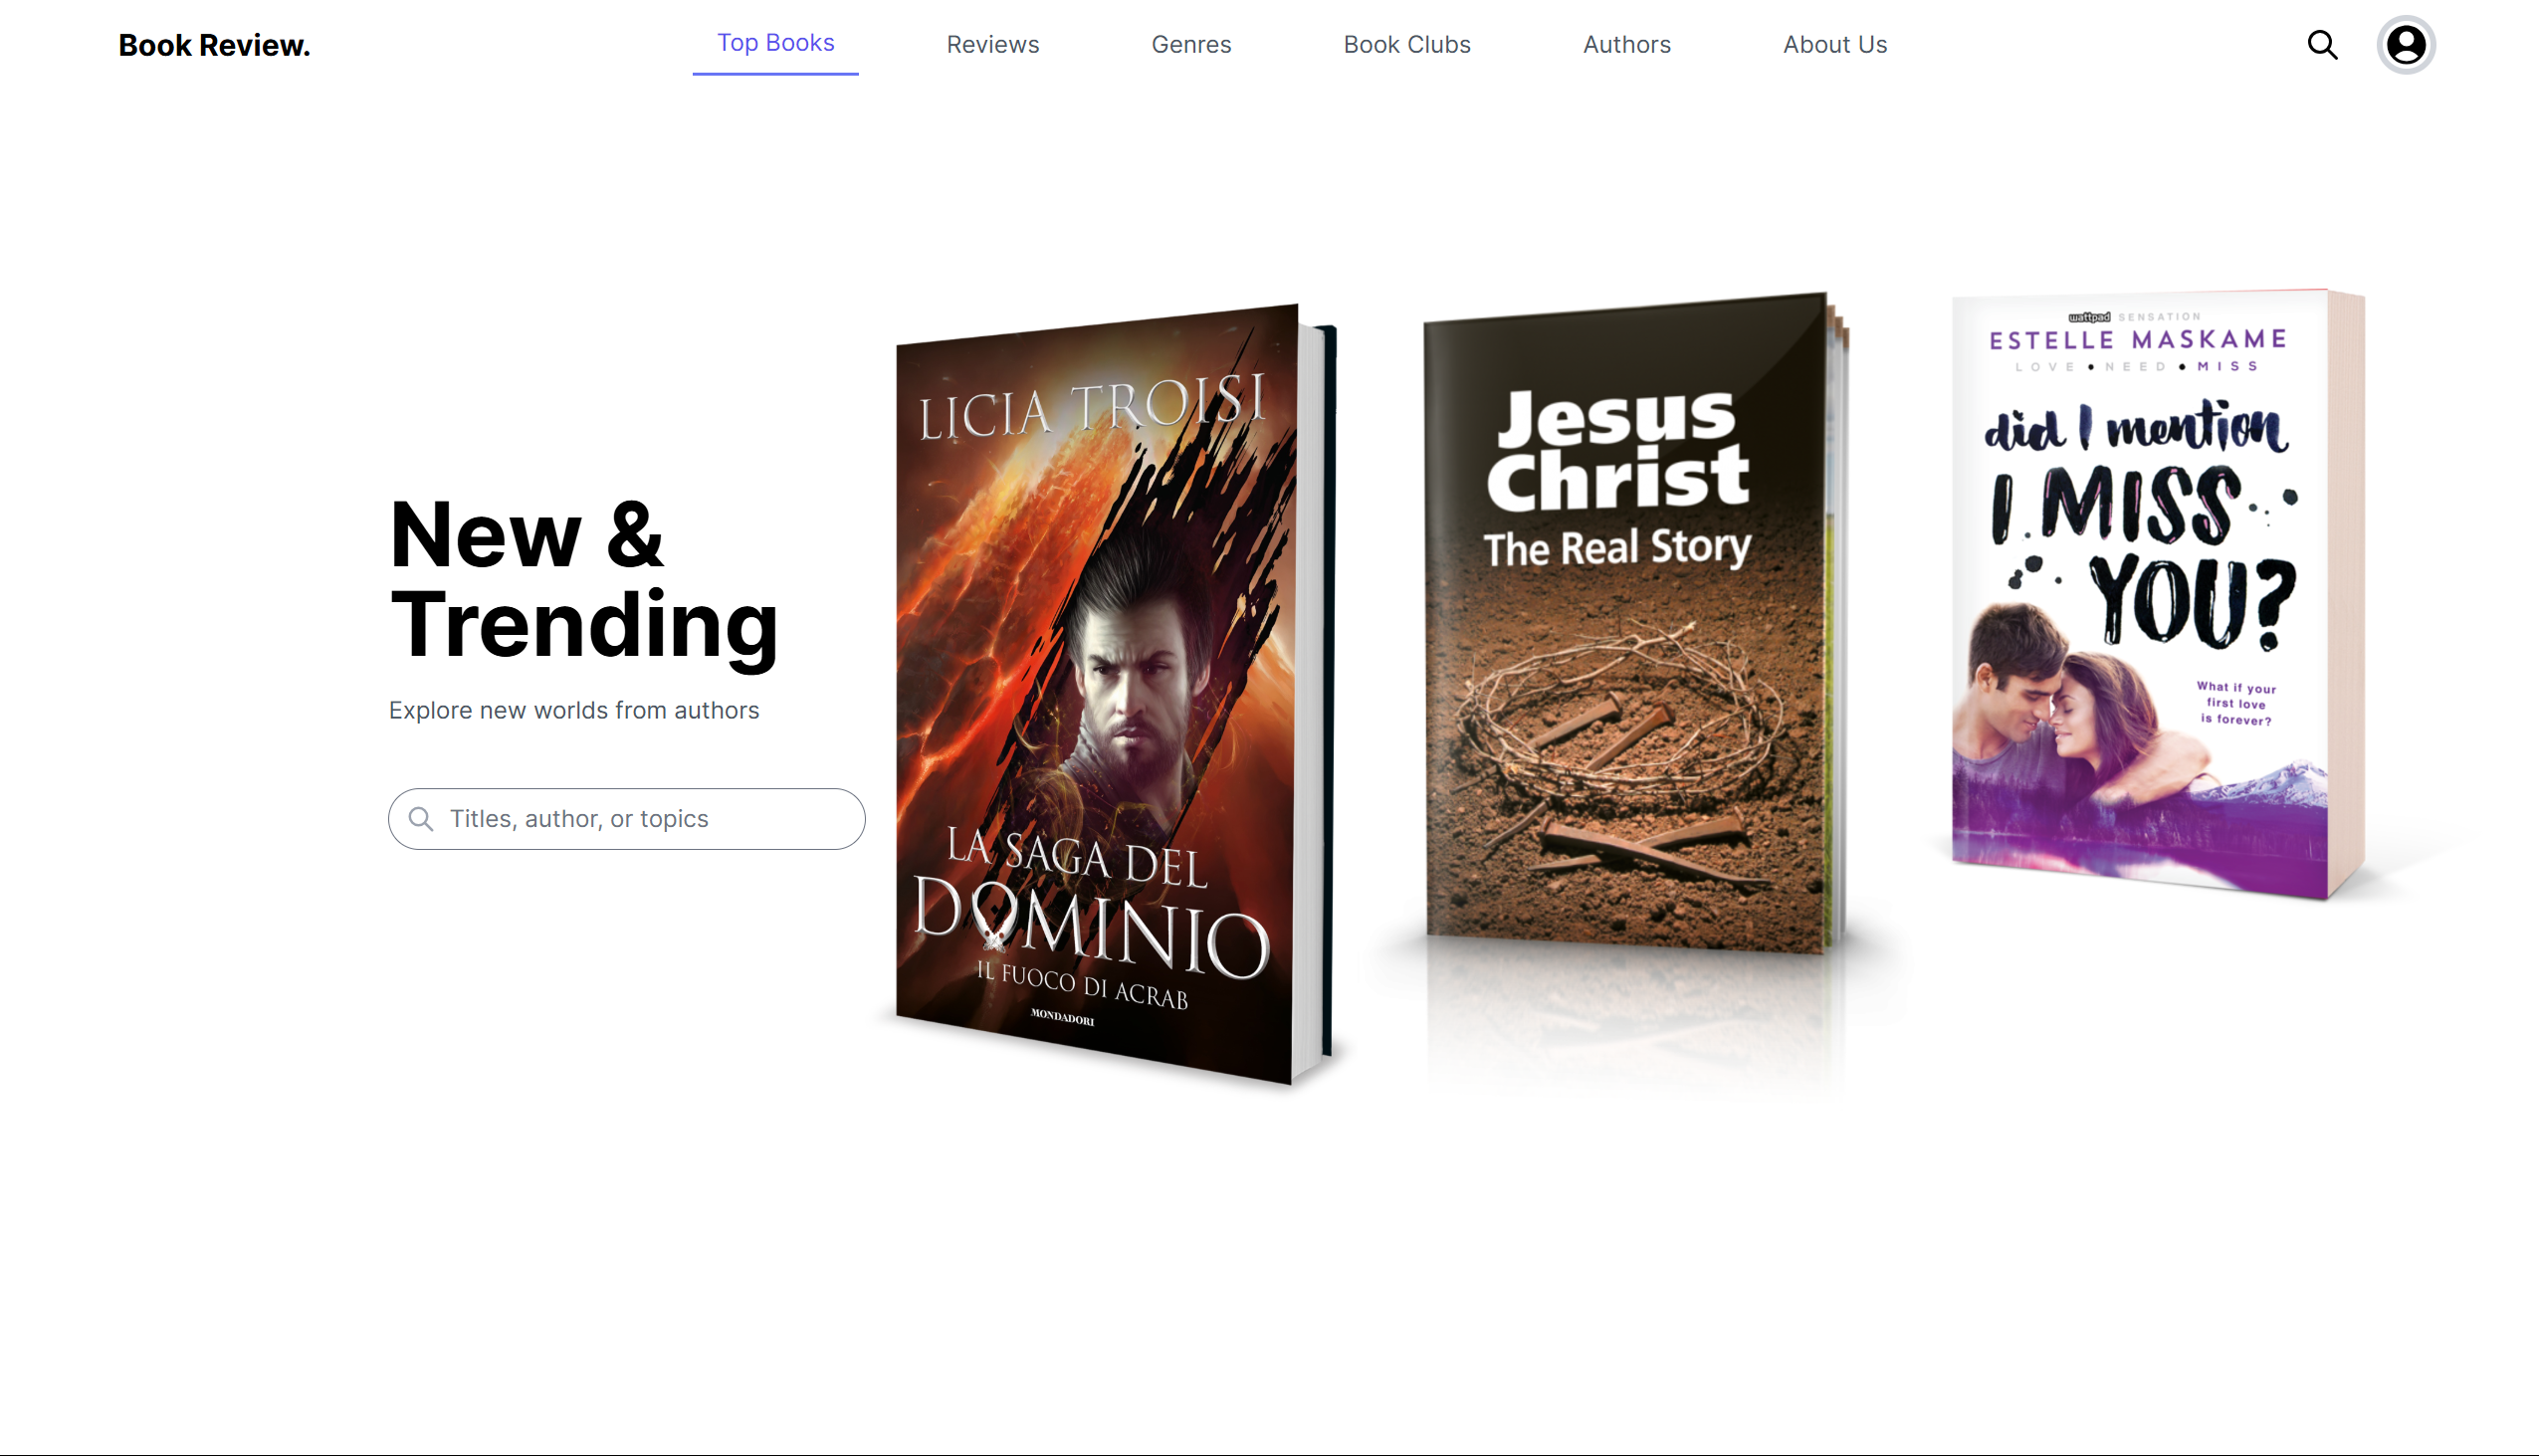 Book Review.
Top Books
Reviews
Genres
Book Clubs
Authors
About Us
New &
Trending
Explore new worlds from authors
Titles, author, or topics
LICIA TROISI
LA SAGA DEL
DOMINIO
IL FUOCO DI ACRAB
MONDADORI
Jesus
Christ
The Real Story
wattpad SENSATION
ESTELLE MASKAME
LOVE • NEED • MISS
did I mention
I MISS
YOU?
What if your
first love
is forever?